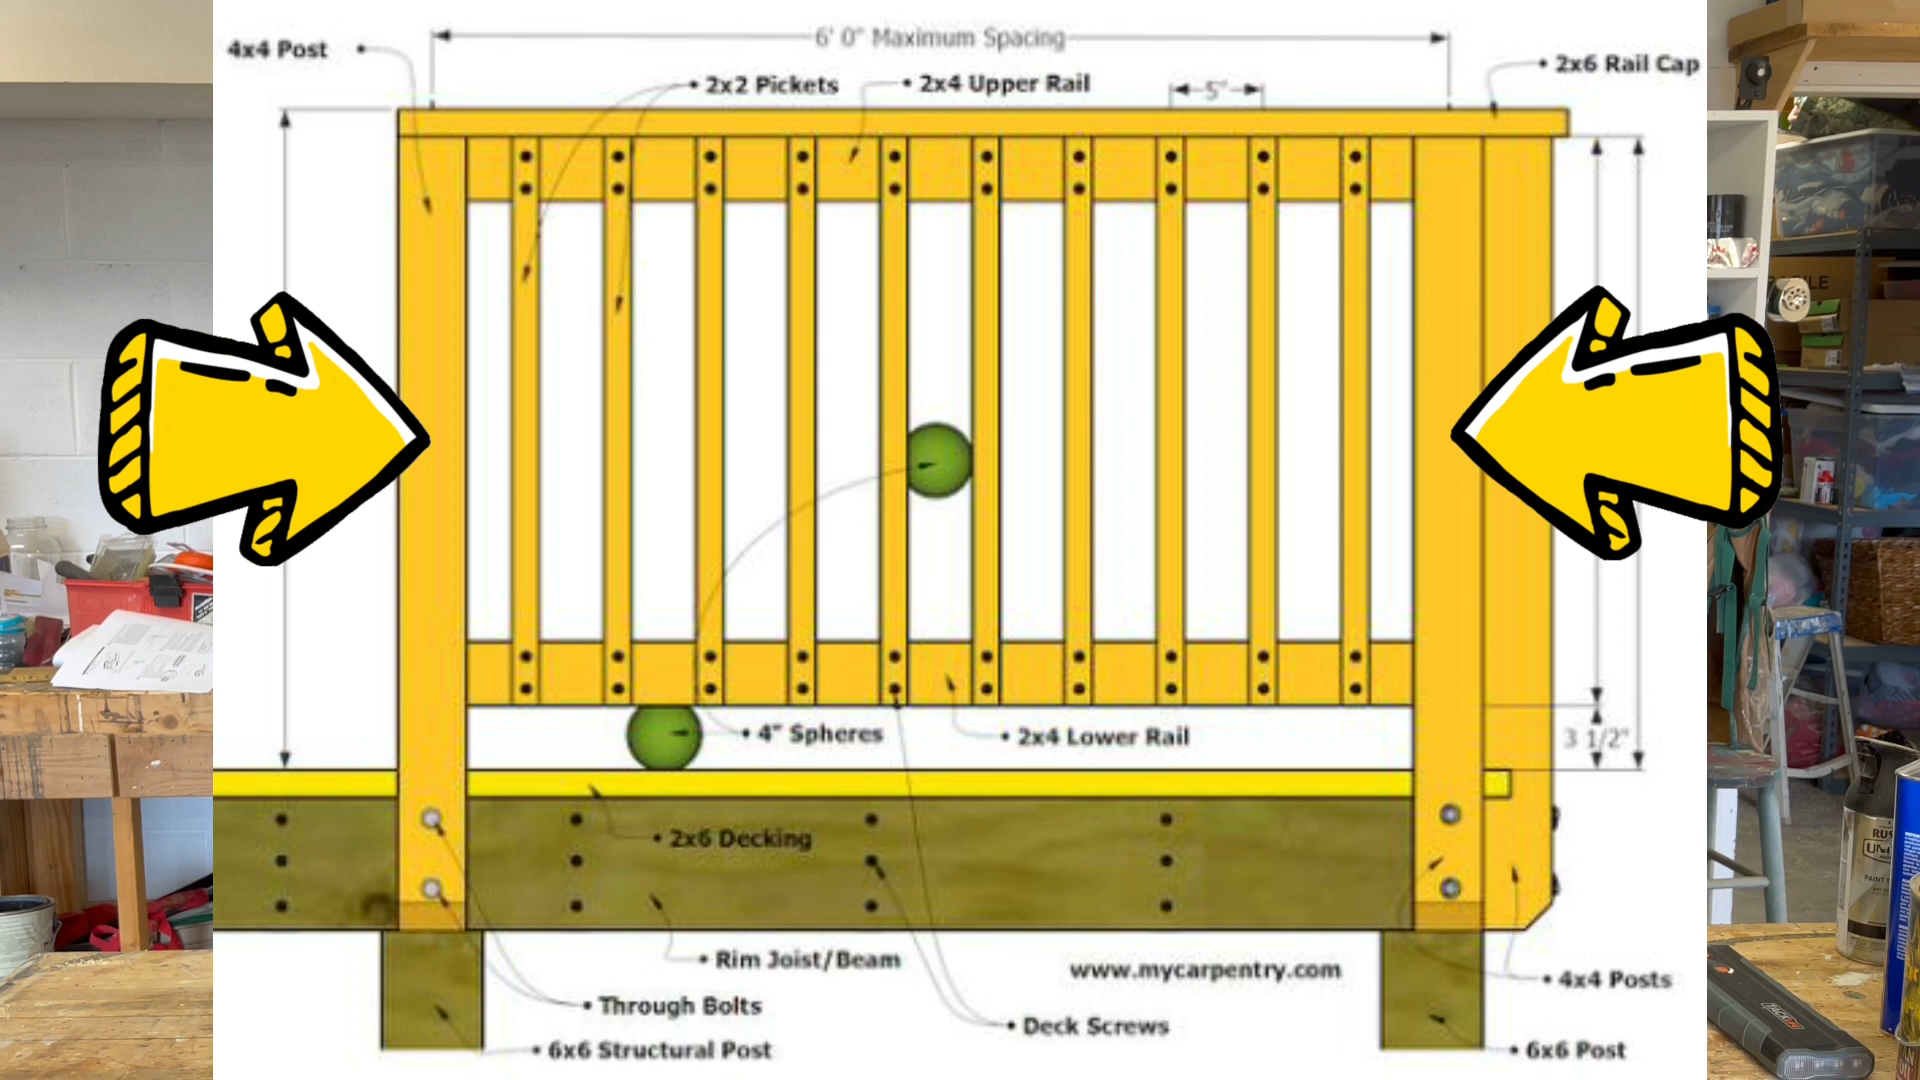 6' 0" Maximum Spacing
4x4 Post
2x6 Rail Cap
2x2 Pickets
2x4 Upper Rail
5"
4" Spheres
2x4 Lower Rail
3 1/2"
2x6 Decking
Rim Joist/Beam
www.mycarpentry.com
4x4 Posts
Through Bolts
Deck Screws
6x6 Structural Post
6x6 Post